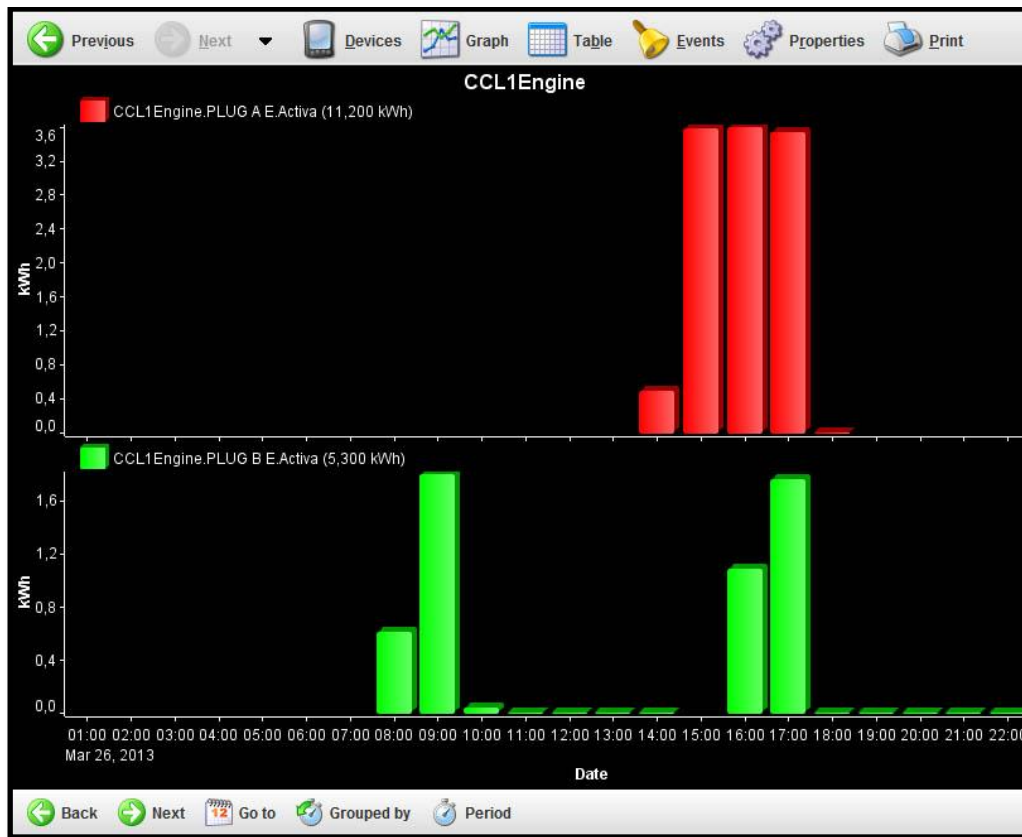 Previous Next Devices Graph Table Events Properties Print
CCL1Engine
CCL1Engine.PLUG A E.Activa (11,200 kWh)
3,6
3,2
2,8
2,4
2,0
1,6
1,2
0,8
0,4
0,0
kWh
CCL1Engine.PLUG B E.Activa (5,300 kWh)
1,6
1,2
0,8
0,4
0,0
kWh
01:00 02:00 03:00 04:00 05:00 06:00 07:00 08:00 09:00 10:00 11:00 12:00 13:00 14:00 15:00 16:00 17:00 18:00 19:00 20:00 21:00 22:00
Mar 26, 2013
Date
12
Back Next Go to Grouped by Period